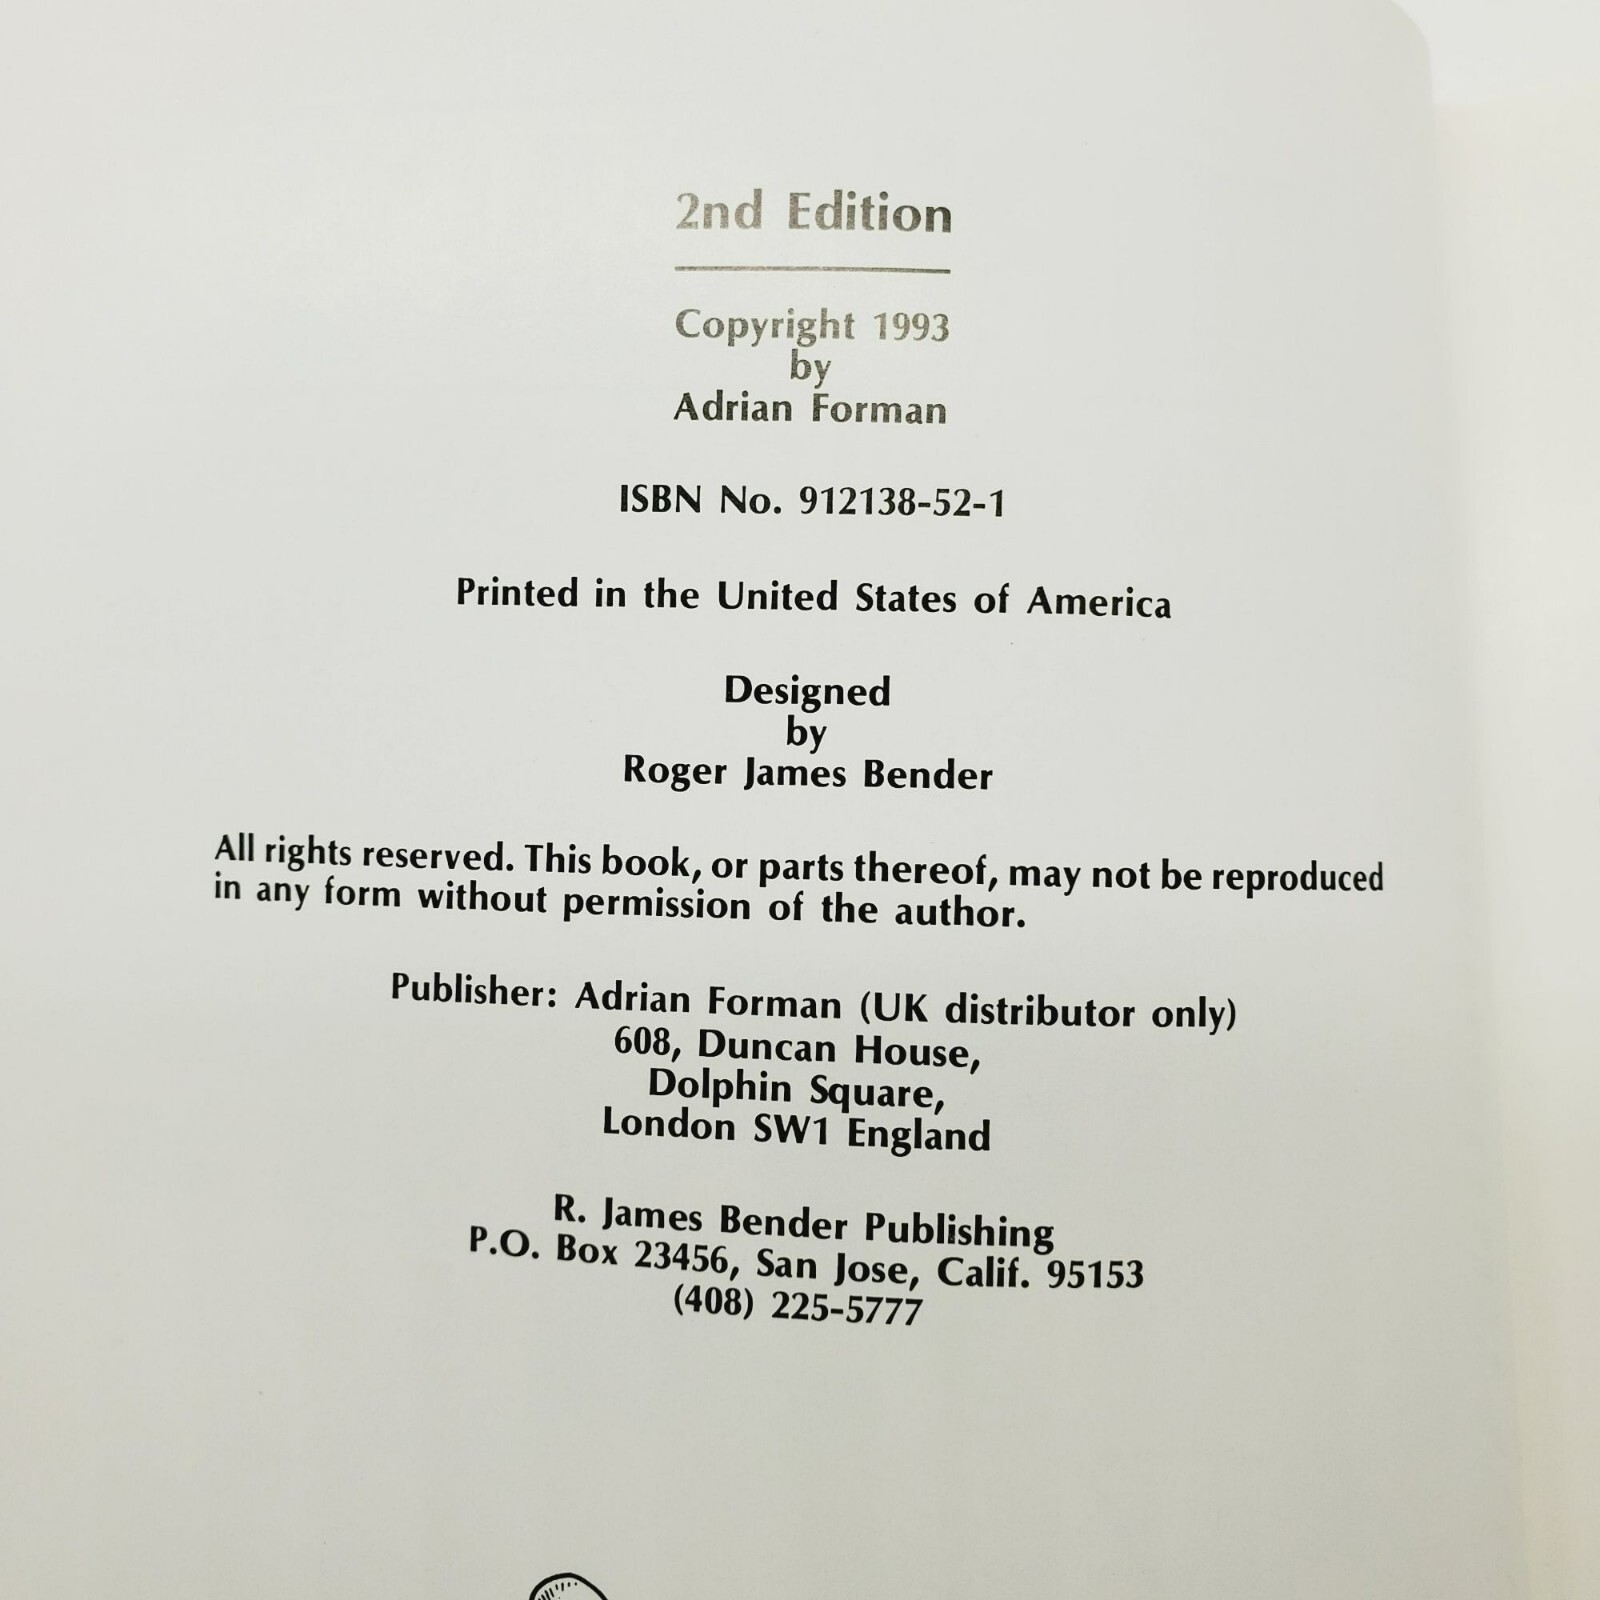 2nd Edition
Copyright 1993
by
Adrian Forman
ISBN No. 912138-52-1
Printed in the United States of America
Designed
by
Roger James Bender
All rights reserved. This book, or parts thereof, may not be reproduced
in any form without permission of the author.
Publisher: Adrian Forman (UK distributor only)
608, Duncan House,
Dolphin Square,
London SW1 England
R. James Bender Publishing
P.O. Box 23456, San Jose, Calif. 95153
(408) 225-5777